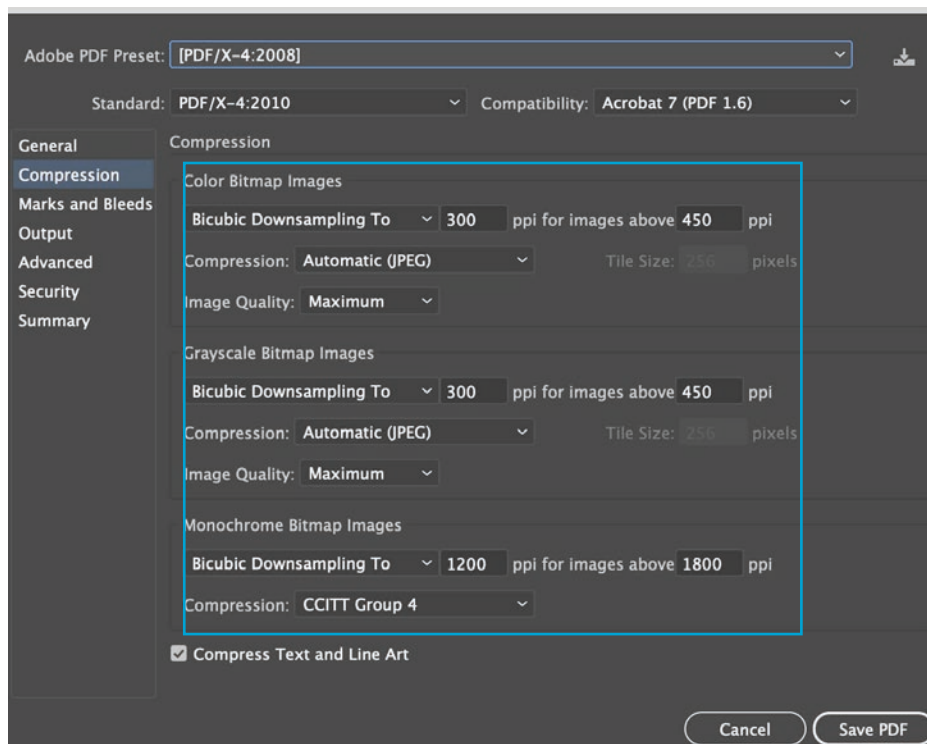 Adobe PDF Preset: [PDF/X-4:2008]
Standard: PDF/X-4:2010 Compatibility: Acrobat 7 (PDF 1.6)
General
Compression
Marks and Bleeds
Output
Advanced
Security
Summary
Compression
Color Bitmap Images
Bicubic Downsampling To 300 ppi for images above 450 ppi
Compression: Automatic (JPEG) Tile Size: 256 pixels
Image Quality: Maximum
Grayscale Bitmap Images
Bicubic Downsampling To 300 ppi for images above 450 ppi
Compression: Automatic (JPEG) Tile Size: 256 pixels
Image Quality: Maximum
Monochrome Bitmap Images
Bicubic Downsampling To 1200 ppi for images above 1800 ppi
Compression: CCITT Group 4
Compress Text and Line Art
Cancel Save PDF